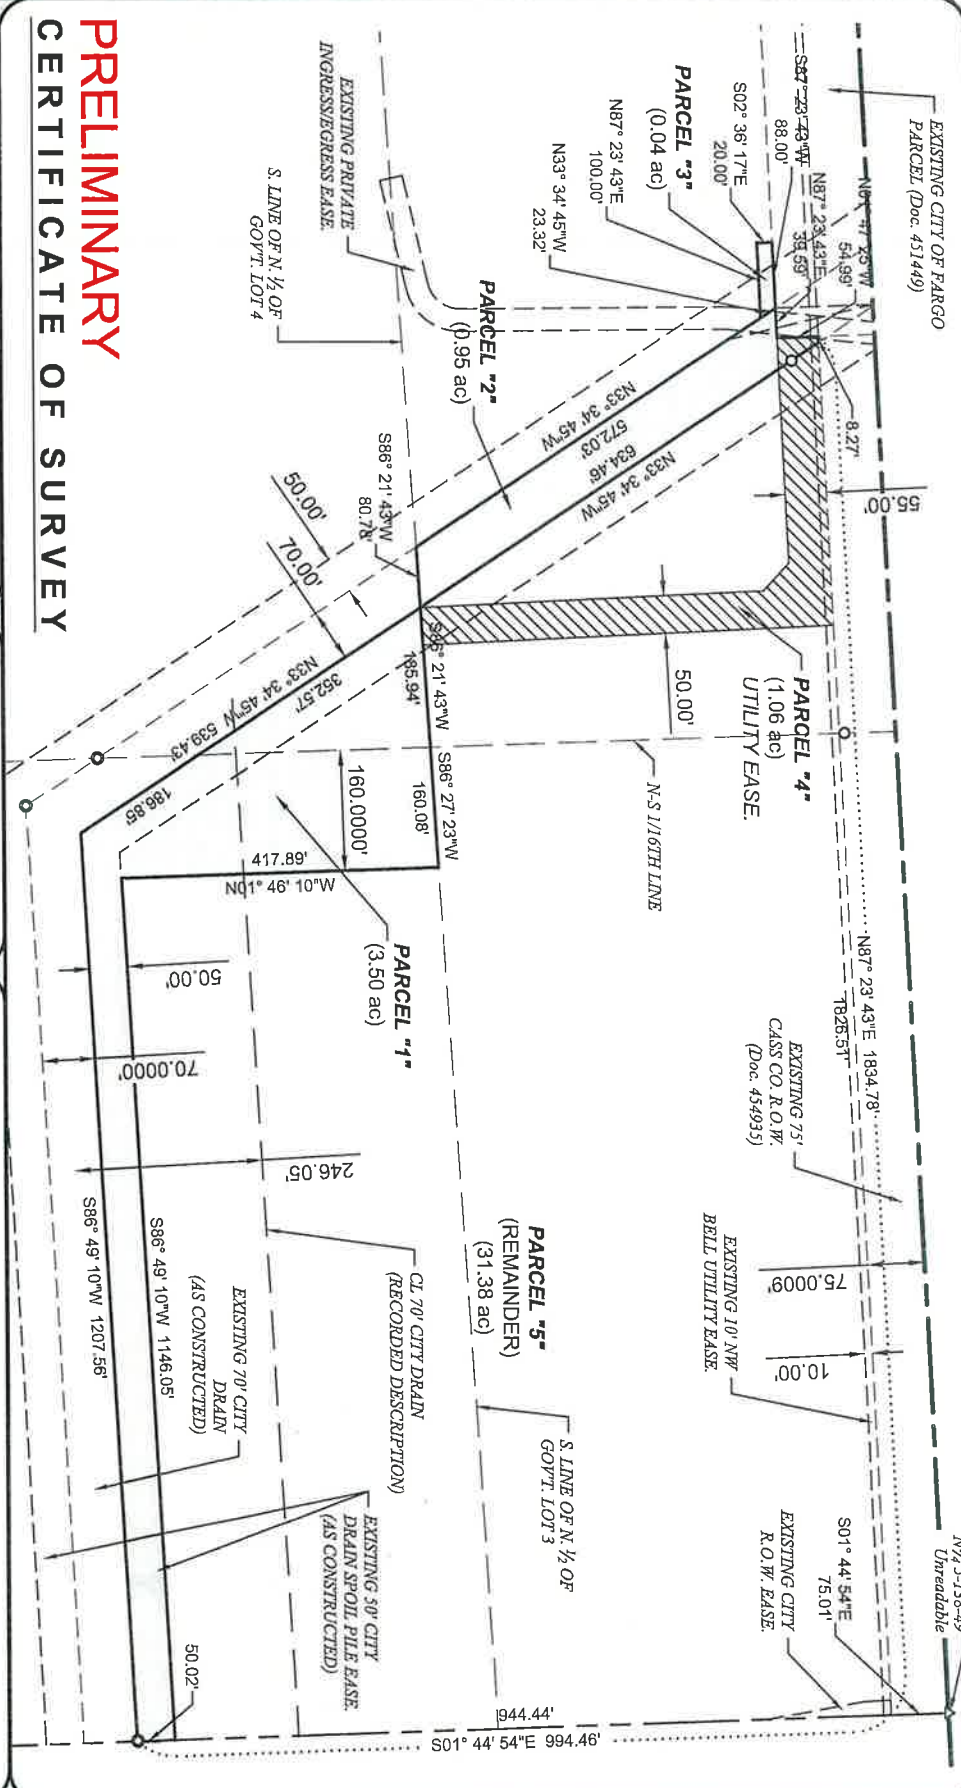 PRELIMINARY
CERTIFICATE OF SURVEY
EXISTING CITY OF FARGO
PARCEL (Doc. 451449)
S87° 23' 43"W
88.00'
S02° 36' 17"E
20.00'
PARCEL "3"
(0.04 ac)
N87° 23' 43"E
100.00'
N33° 34' 45"W
23.32'
54.99'
N87° 23' 43"E
39.59'
8.27'
55.00'
EXISTING PRIVATE
INGRESS/EGRESS EASE.
S. LINE OF N. ½ OF
GOV'T. LOT 4
PARCEL "2"
(0.95 ac)
N33° 34' 45"W
572.03'
634.46'
N33° 34' 45"W
S86° 21' 43"W
80.78'
50.00'
70.00'
S86° 21' 43"W
185.94'
S86° 27' 23"W
160.08'
50.00'
PARCEL "4"
(1.06 ac)
UTILITY EASE.
N-S 1/16TH LINE
352.57'
N33° 34' 45"W 539.43'
186.85'
160.0000'
417.89'
N01° 46' 10"W
PARCEL "1"
(3.50 ac)
50.00'
70.0000'
246.05'
N87° 23' 43"E 1834.78'
1826.51'
EXISTING 75'
CASS CO. R.O.W.
(Doc. 454935)
75.0009'
10.00'
EXISTING 10' NW
BELL UTILITY EASE.
PARCEL "5"
(REMAINDER)
(31.38 ac)
CL 70' CITY DRAIN
(RECORDED DESCRIPTION)
S. LINE OF N. ½ OF
GOV'T. LOT 3
S86° 49' 10"W 1146.05'
S86° 49' 10"W 1207.56'
EXISTING 70' CITY
DRAIN
(AS CONSTRUCTED)
EXISTING 50' CITY
DRAIN SPOIL PILE EASE.
(AS CONSTRUCTED)
EXISTING CITY
R.O.W. EASE.
S01° 44' 54"E
75.01'
Unreadable
50.02'
944.44'
S01° 44' 54"E 994.46'